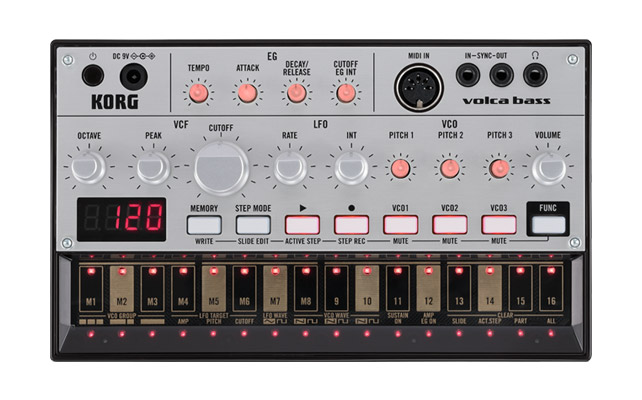 DC 9V
KORG
EG
TEMPO ATTACK DECAY/ RELEASE CUTOFF EG INT
MIDI IN
IN–SYNC–OUT
volca bass
VCF LFO VCO
OCTAVE PEAK CUTOFF RATE INT PITCH 1 PITCH 2 PITCH 3 VOLUME
120
MEMORY STEP MODE VCO1 VCO2 VCO3 FUNC
WRITE SLIDE EDIT ACTIVE STEP STEP REC MUTE MUTE MUTE
M1 M2 M3 M4 M5 M6 M7 M8 9 10 11 12 13 14 15 16
VCO GROUP LFO TARGET LFO WAVE VCO WAVE SUSTAIN ON AMP EG ON CLEAR
AMP PITCH CUTOFF SLIDE ACT.STEP PART ALL